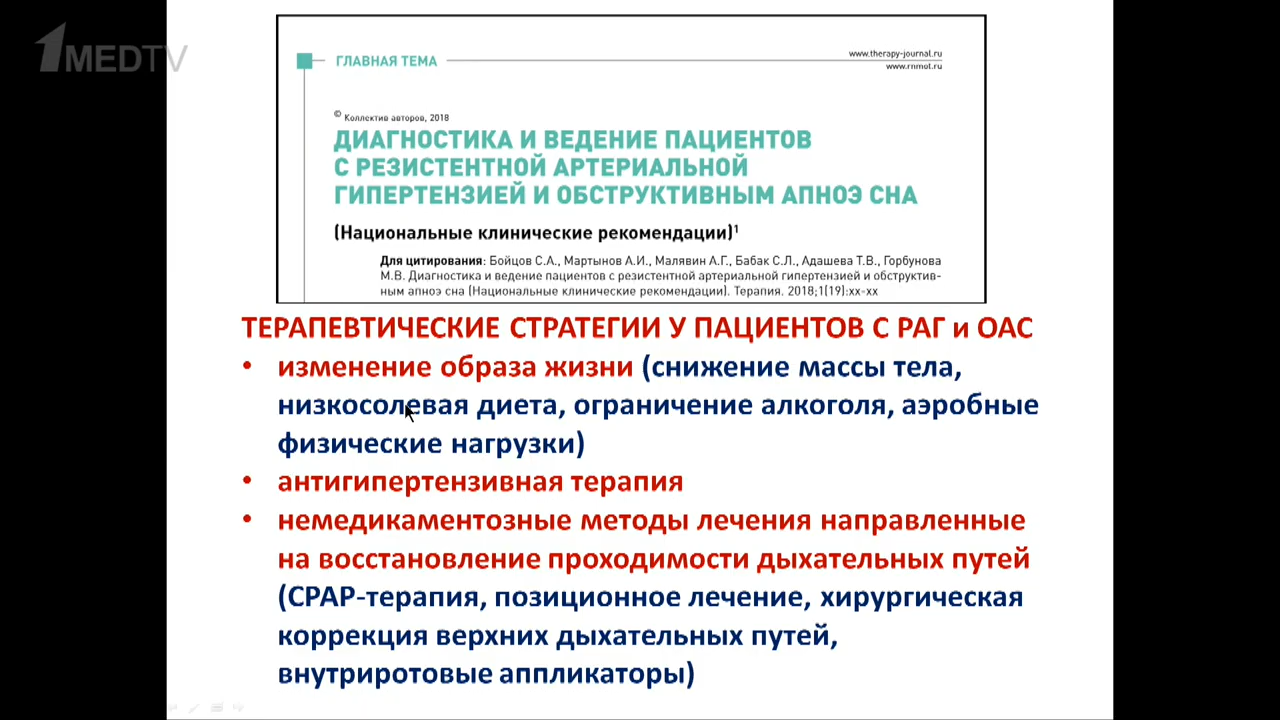 1MEDTV
ГЛАВНАЯ ТЕМА
www.therapy-journal.ru
www.rnmot.ru
© Коллектив авторов, 2018
ДИАГНОСТИКА И ВЕДЕНИЕ ПАЦИЕНТОВ
С РЕЗИСТЕНТНОЙ АРТЕРИАЛЬНОЙ
ГИПЕРТЕНЗИЕЙ И ОБСТРУКТИВНЫМ АПНОЭ СНА
(Национальные клинические рекомендации)¹
Для цитирования: Бойцов С.А., Мартынов А.И., Малявин А.Г., Бабак С.Л., Адашева Т.В., Горбунова
М.В. Диагностика и ведение пациентов с резистентной артериальной гипертензией и обструктив-
ным апноэ сна (Национальные клинические рекомендации). Терапия. 2018;1(19):xx-xx
ТЕРАПЕВТИЧЕСКИЕ СТРАТЕГИИ У ПАЦИЕНТОВ С РАГ и ОАС
• изменение образа жизни (снижение массы тела,
низкосолевая диета, ограничение алкоголя, аэробные
физические нагрузки)
• антигипертензивная терапия
• немедикаментозные методы лечения направленные
на восстановление проходимости дыхательных путей
(СРАР-терапия, позиционное лечение, хирургическая
коррекция верхних дыхательных путей,
внутриротовые аппликаторы)